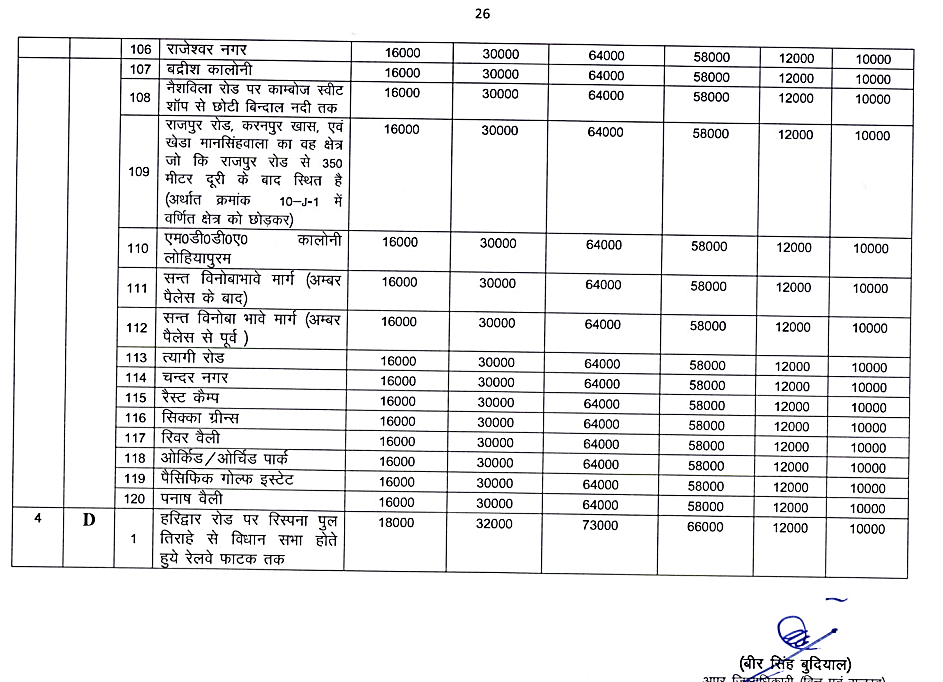 26
106 राजेश्वर नगर 16000 30000 64000 58000 12000 10000
107 बद्रीश कालोनी 16000 30000 64000 58000 12000 10000
108 नैशविला रोड पर काम्बोज स्वीट 16000 30000 64000 58000 12000 10000
शॉप से छोटी बिन्दाल नदी तक
109 राजपुर रोड, करनपुर खास, एवं 16000 30000 64000 58000 12000 10000
खेडा मानसिंहवाला का वह क्षेत्र
जो कि राजपुर रोड से 350
मीटर दूरी के बाद स्थित है
(अर्थात क्रमांक 10–J-1 में
वर्णित क्षेत्र को छोड़कर)
110 एम0डी0डी0ए0 कालोनी 16000 30000 64000 58000 12000 10000
लोहियापुरम
111 सन्त विनोबाभावे मार्ग (अम्बर 16000 30000 64000 58000 12000 10000
पैलेस के बाद)
112 सन्त विनोबा भावे मार्ग (अम्बर 16000 30000 64000 58000 12000 10000
पैलेस से पूर्व )
113 त्यागी रोड 16000 30000 64000 58000 12000 10000
114 चन्दर नगर 16000 30000 64000 58000 12000 10000
115 रैस्ट कैम्प 16000 30000 64000 58000 12000 10000
116 सिक्का ग्रीन्स 16000 30000 64000 58000 12000 10000
117 रिवर वैली 16000 30000 64000 58000 12000 10000
118 ओर्किड/ओर्चिड पार्क 16000 30000 64000 58000 12000 10000
119 पैसिफिक गोल्फ इस्टेट 16000 30000 64000 58000 12000 10000
120 पनाष वैली 16000 30000 64000 58000 12000 10000
4 D 1 हरिद्वार रोड पर रिस्पना पुल 18000 32000 73000 66000 12000 10000
तिराहे से विधान सभा होते
हुये रेलवे फाटक तक
(बीर सिंह बुदियाल)